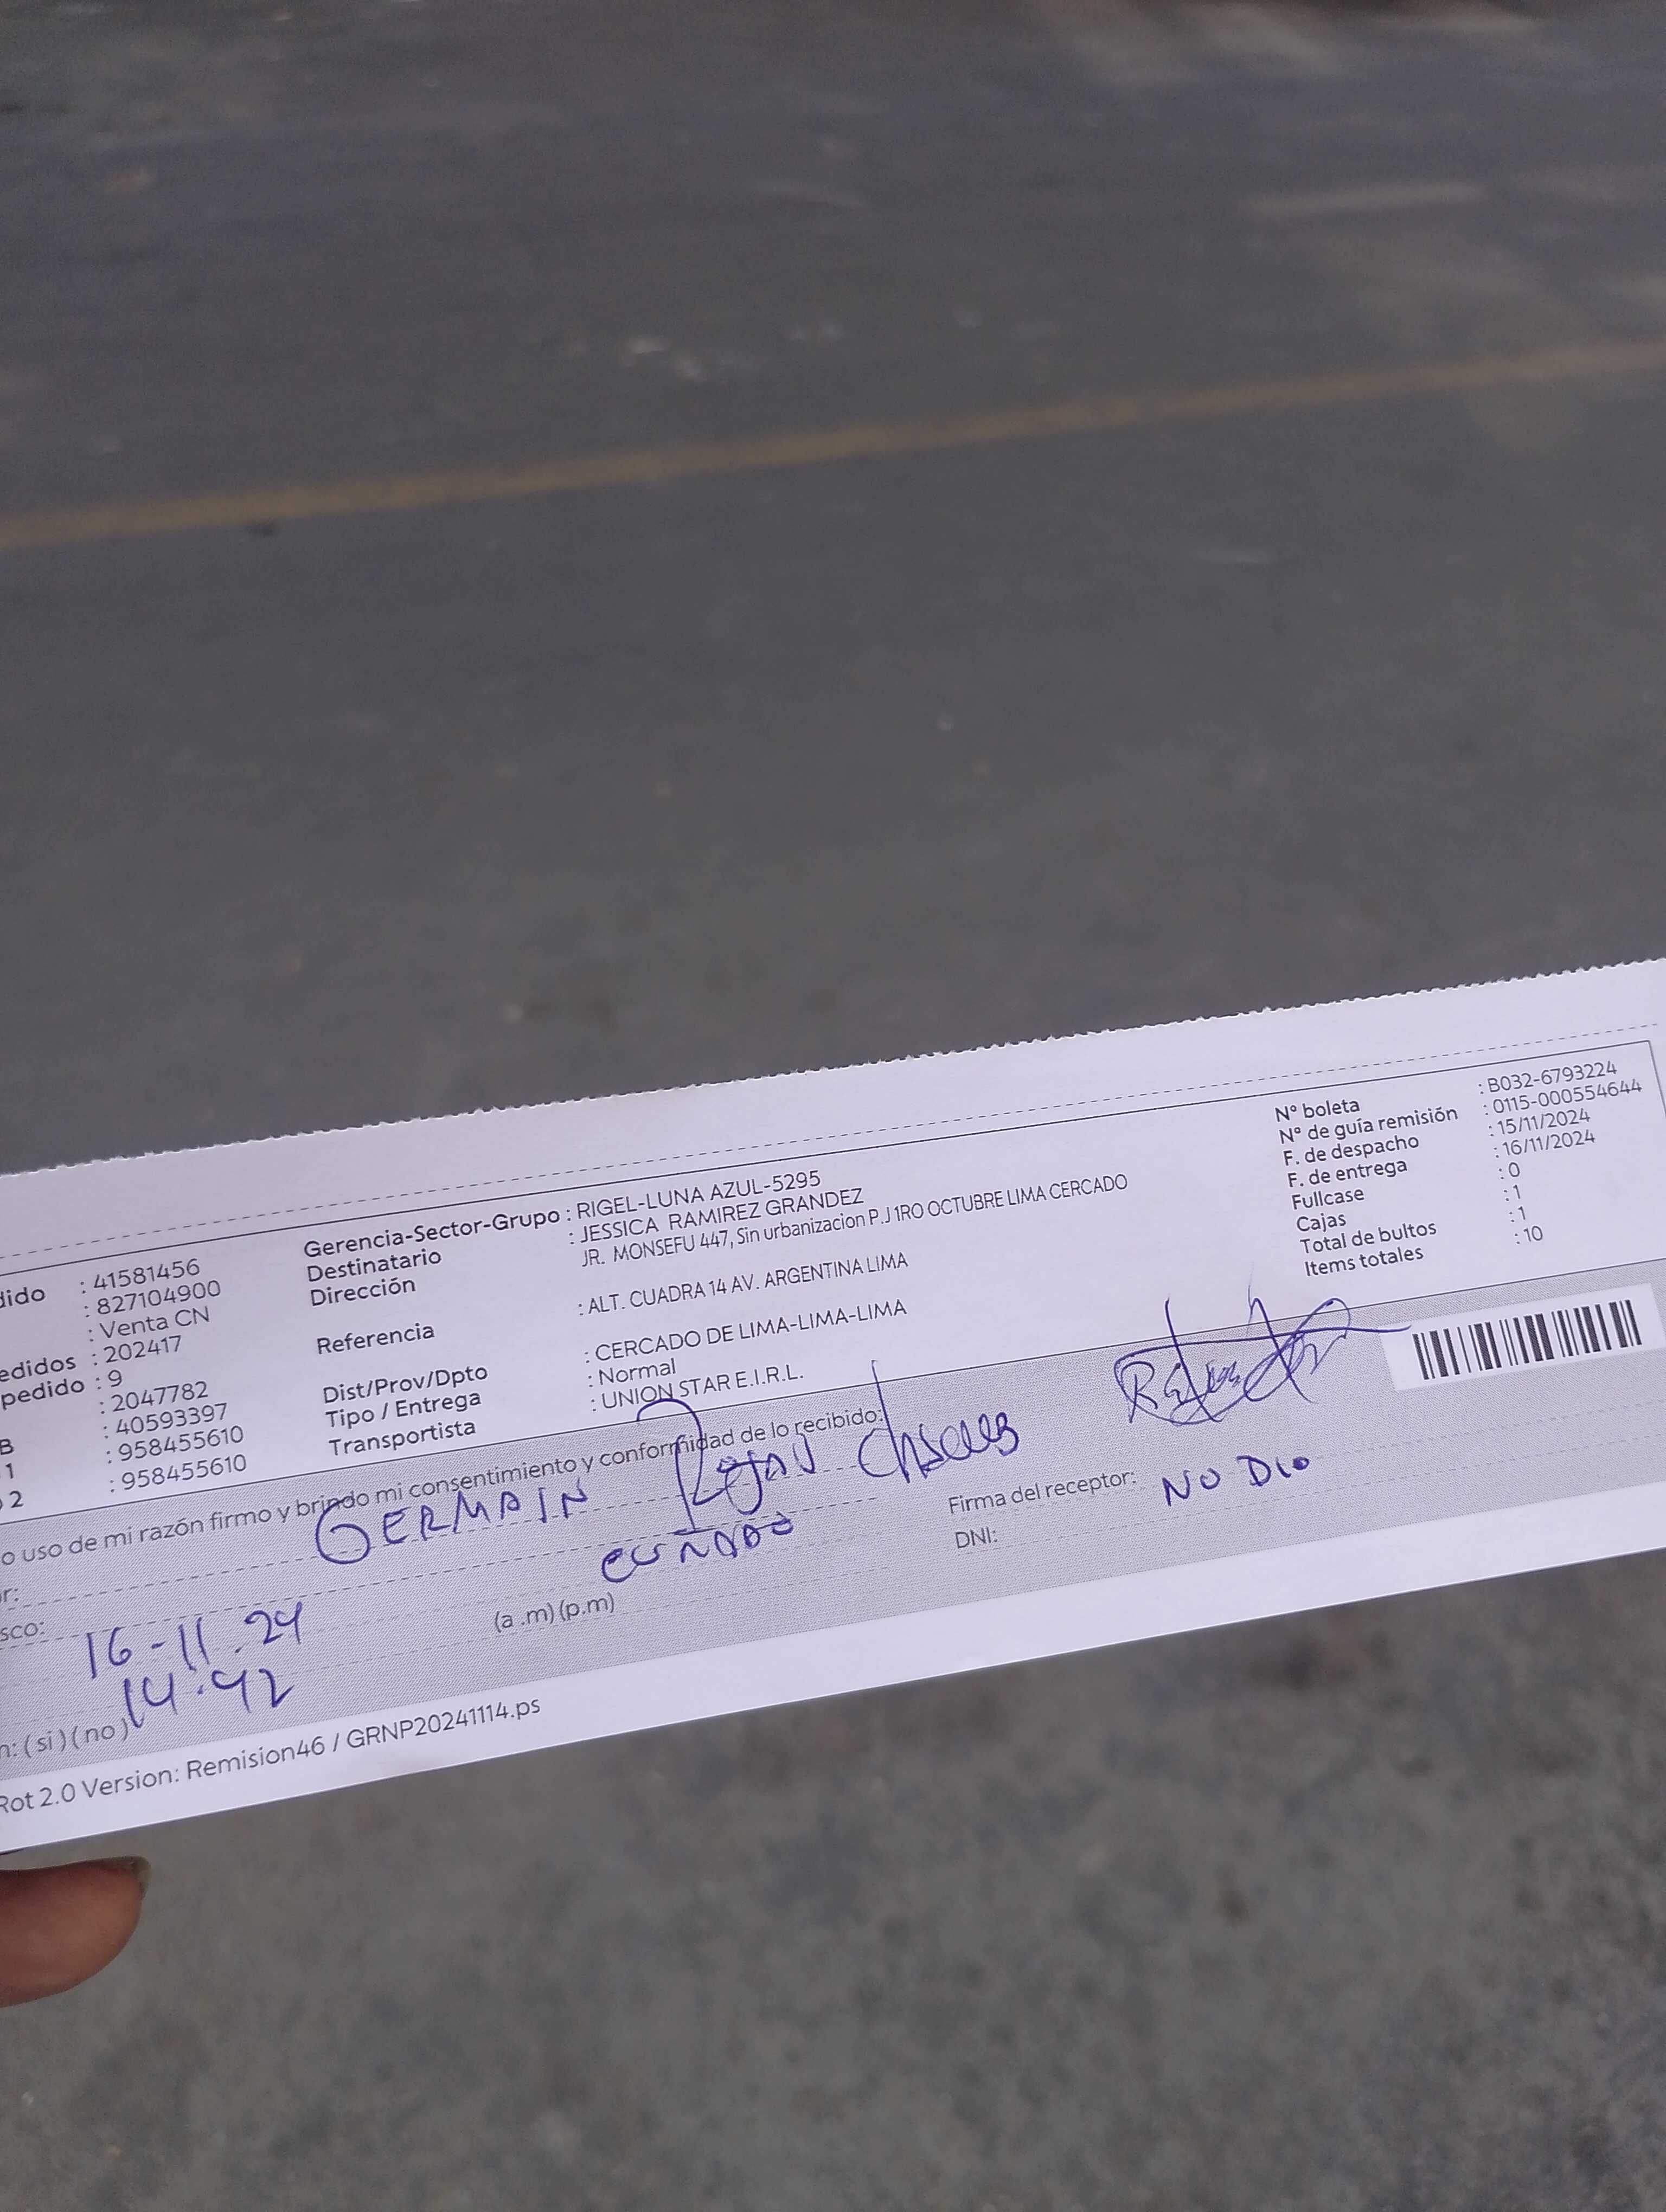 dido : 41581456
: 827104900
: Venta CN
edidos : 202417
pedido : 9
: 2047782
B : 40593397
1 : 958455610
2 : 958455610
Gerencia-Sector-Grupo : RIGEL-LUNA AZUL-5295
Destinatario : JESSICA RAMIREZ GRANDEZ
Dirección JR. MONSEFU 447, Sin urbanizacion P.J 1RO OCTUBRE LIMA CERCADO
Referencia : ALT. CUADRA 14 AV. ARGENTINA LIMA
Dist/Prov/Dpto : CERCADO DE LIMA-LIMA-LIMA
Tipo / Entrega : Normal
Transportista : UNION STAR E.I.R.L.
N° boleta : B032-6793224
N° de guía remisión : 0115-000554644
F. de despacho : 15/11/2024
F. de entrega : 16/11/2024
Fullcase : 0
Cajas : 1
Total de bultos : 1
Items totales : 10
o uso de mi razón firmo y brindo mi consentimiento y conformidad de lo recibido:
r: GERMAIN
sco: CUÑADO
16-11.24
14:42
(a .m) (p.m)
Firma del receptor:
DNI: NO DIO
n: ( si ) ( no )
Rot 2.0 Version: Remision46 / GRNP20241114.ps